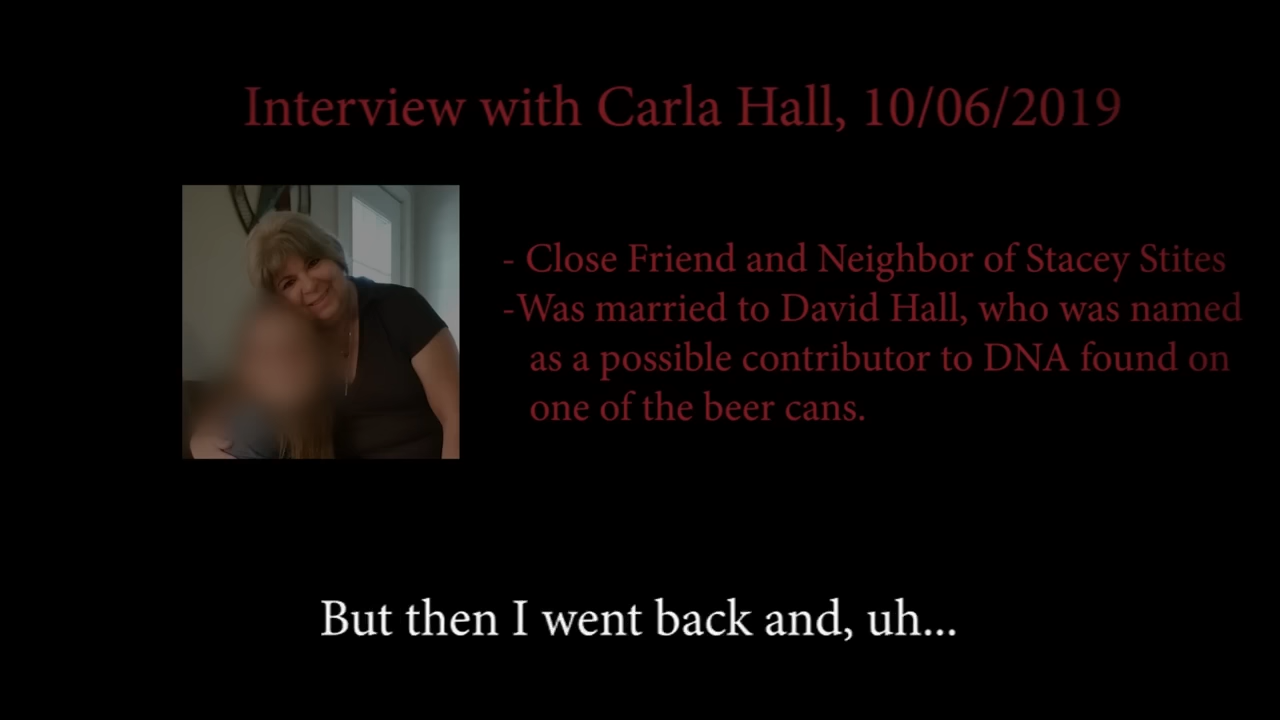 Interview with Carla Hall, 10/06/2019
- Close Friend and Neighbor of Stacey Stites
-Was married to David Hall, who was named
as a possible contributor to DNA found on
one of the beer cans.
But then I went back and, uh...